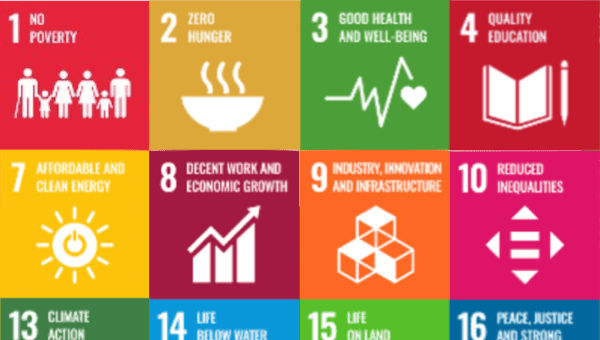 1 NO
POVERTY
2 ZERO
HUNGER
3 GOOD HEALTH
AND WELL-BEING
4 QUALITY
EDUCATION
7 AFFORDABLE AND
CLEAN ENERGY
8 DECENT WORK AND
ECONOMIC GROWTH
9 INDUSTRY, INNOVATION
AND INFRASTRUCTURE
10 REDUCED
INEQUALITIES
13 CLIMATE
ACTION
14 LIFE
BELOW WATER
15 LIFE
ON LAND
16 PEACE, JUSTICE
AND STRONG